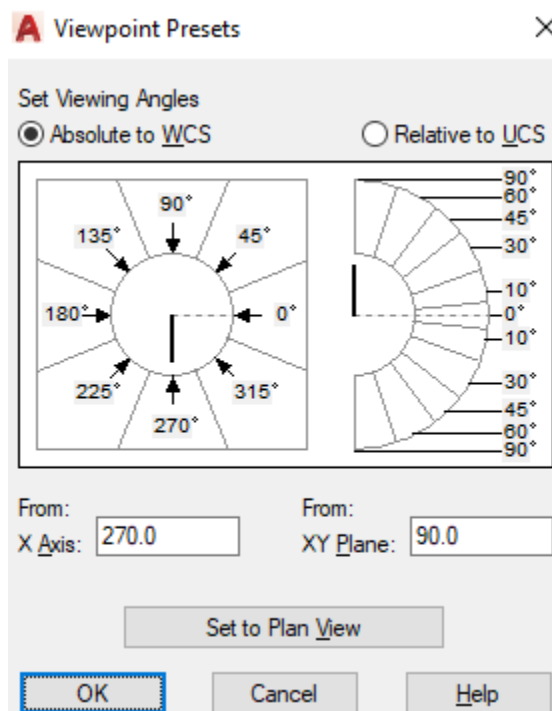 Viewpoint Presets
Set Viewing Angles
Absolute to WCS
Relative to UCS
90°
135°
45°
180°
0°
225°
315°
270°
90°
60°
45°
30°
10°
0°
10°
30°
45°
60°
90°
From:
X Axis: 270.0
From:
XY Plane: 90.0
Set to Plan View
OK
Cancel
Help